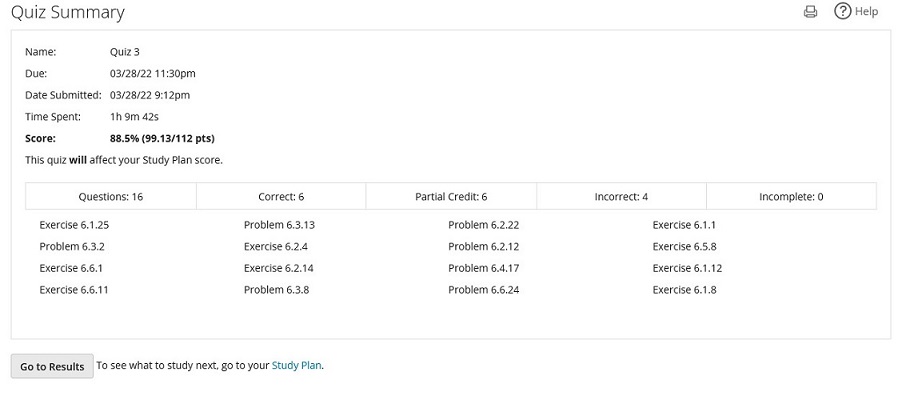 Quiz Summary
Help
Name: Quiz 3
Due: 03/28/22 11:30pm
Date Submitted: 03/28/22 9:12pm
Time Spent: 1h 9m 42s
Score: 88.5% (99.13/112 pts)
This quiz will affect your Study Plan score.
Questions: 16 Correct: 6 Partial Credit: 6 Incorrect: 4 Incomplete: 0
Exercise 6.1.25 Problem 6.3.13 Problem 6.2.22 Exercise 6.1.1
Problem 6.3.2 Exercise 6.2.4 Problem 6.2.12 Exercise 6.5.8
Exercise 6.6.1 Exercise 6.2.14 Problem 6.4.17 Exercise 6.1.12
Exercise 6.6.11 Problem 6.3.8 Problem 6.6.24 Exercise 6.1.8
Go to Results To see what to study next, go to your Study Plan.